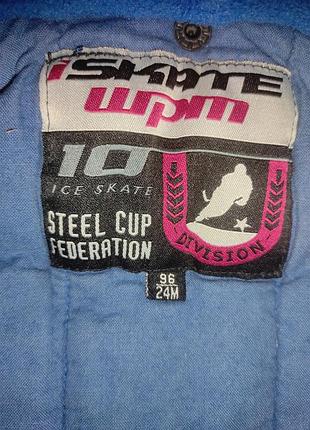 iSKATE
wpm
10
ICE SKATE
STEEL CUP
FEDERATION
DIVISION
96
24M